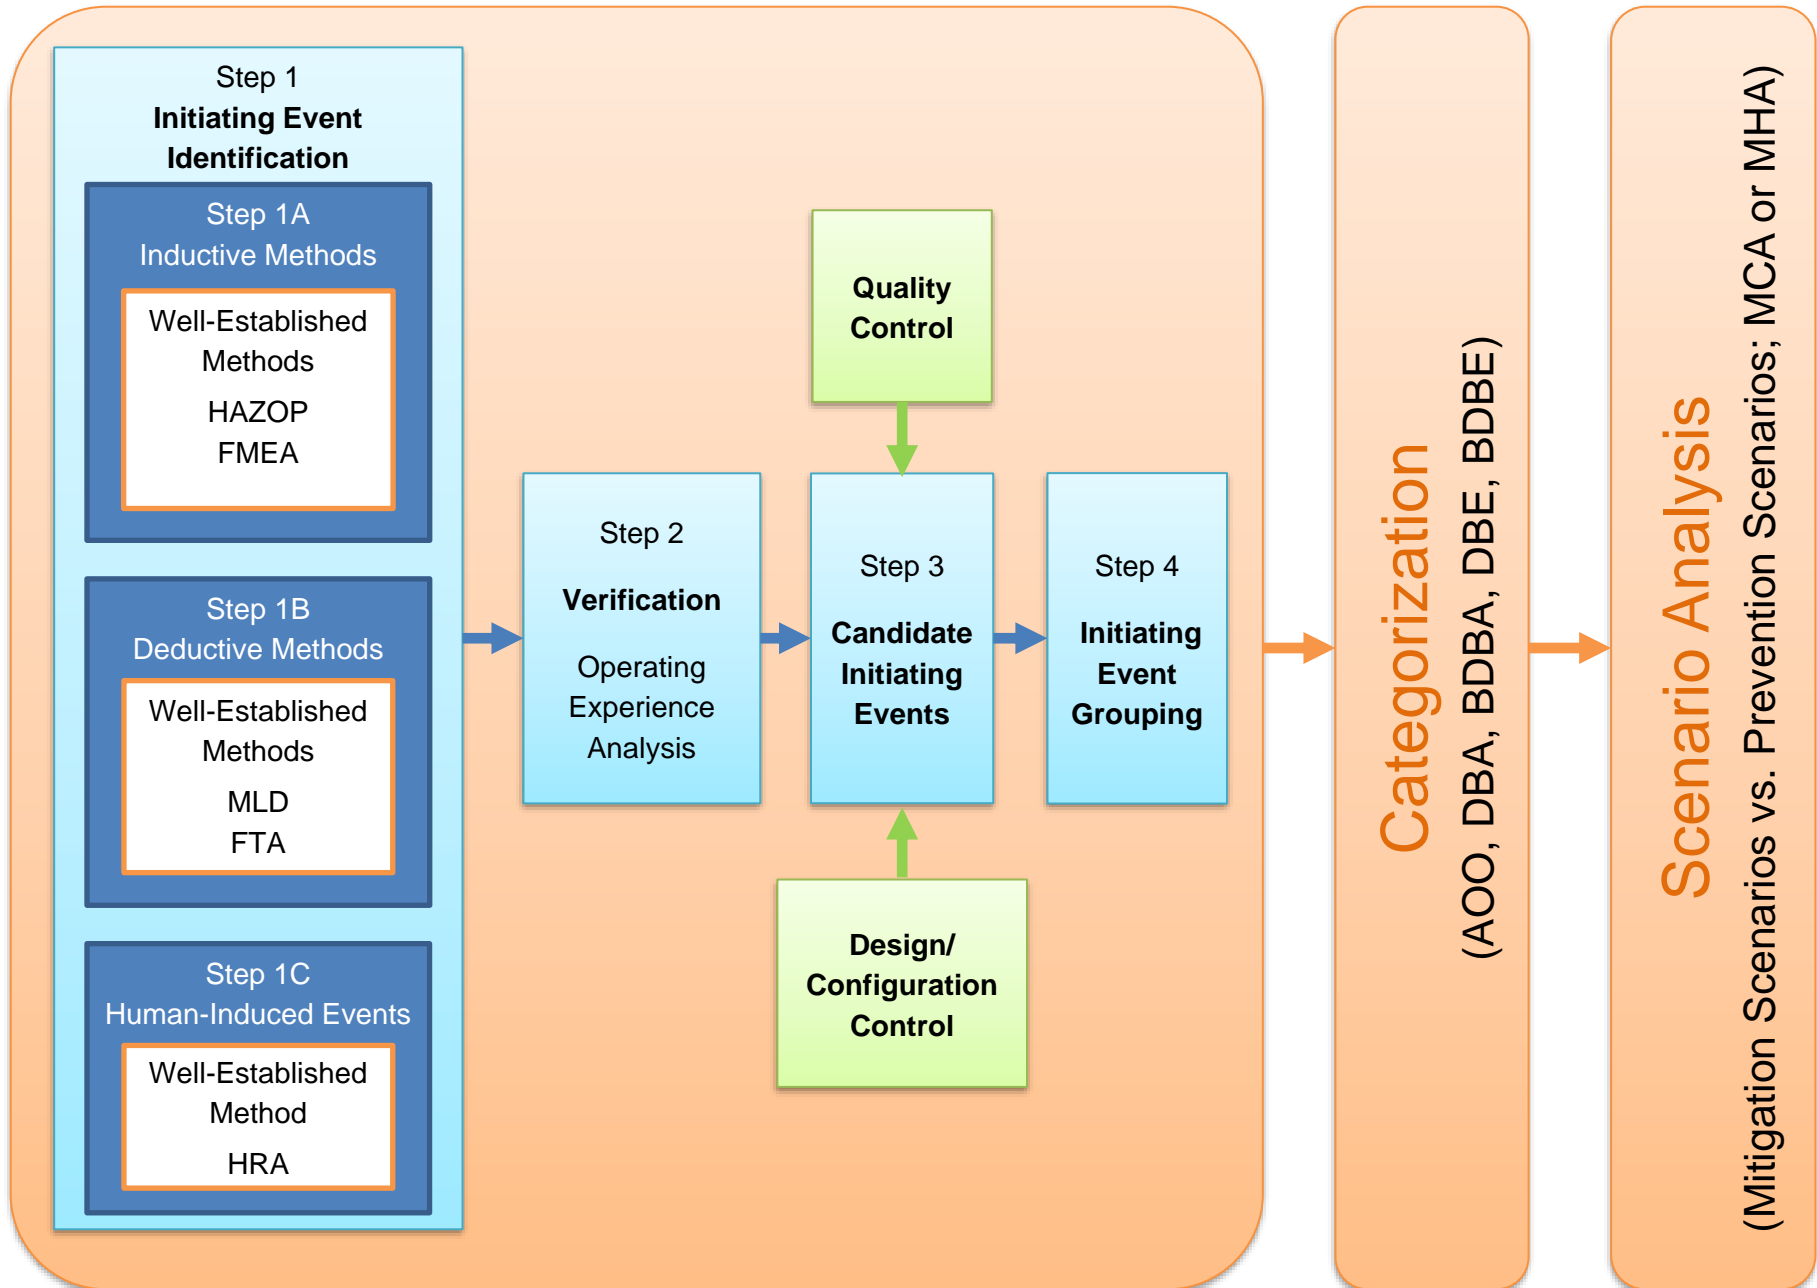 Step 1
Initiating Event
Identification
Step 1A
Inductive Methods
Well-Established
Methods
HAZOP
FMEA
Step 1B
Deductive Methods
Well-Established
Methods
MLD
FTA
Step 1C
Human-Induced Events
Well-Established
Method
HRA
Step 2
Verification
Operating
Experience
Analysis
Quality
Control
Step 3
Candidate
Initiating
Events
Design/
Configuration
Control
Step 4
Initiating
Event
Grouping
Categorization
(AOO, DBA, BDBA, DBE, BDBE)
Scenario Analysis
(Mitigation Scenarios vs. Prevention Scenarios; MCA or MHA)